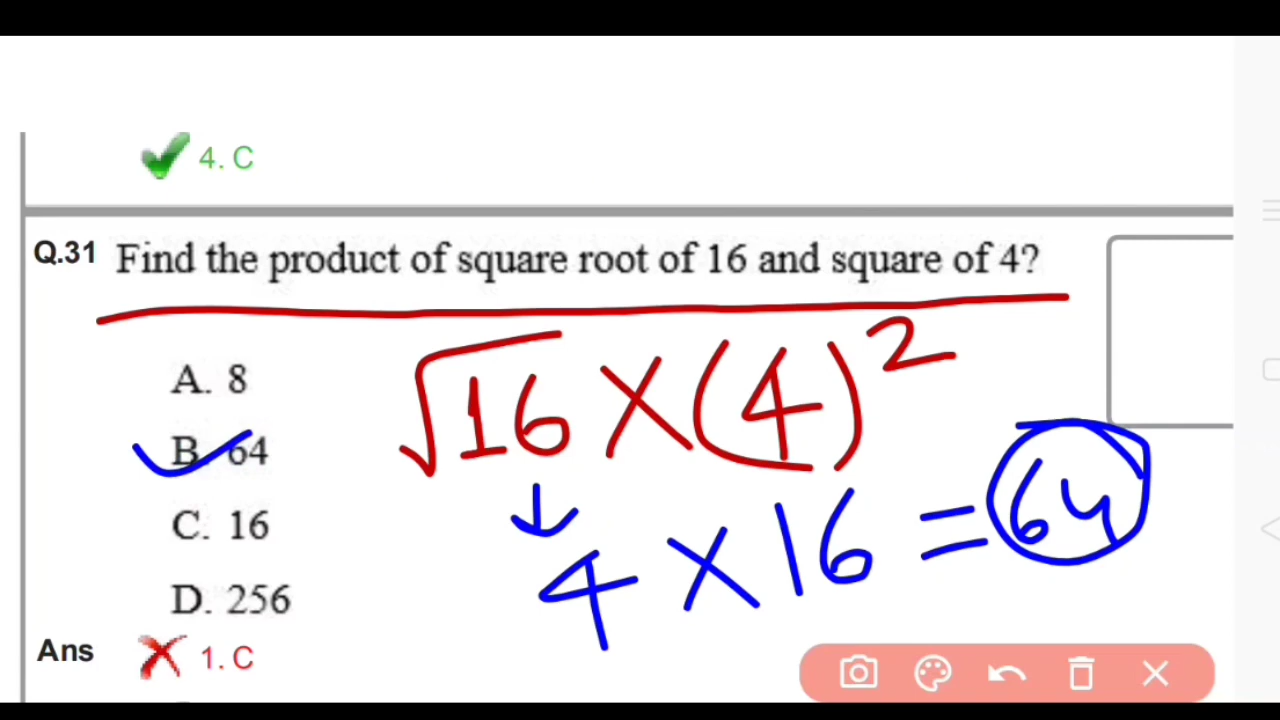 4. C
Q.31 Find the product of square root of 16 and square of 4?
A. 8
√16 × (4)²
B. 64
4 × 16 = 64
C. 16
D. 256
Ans 1. C